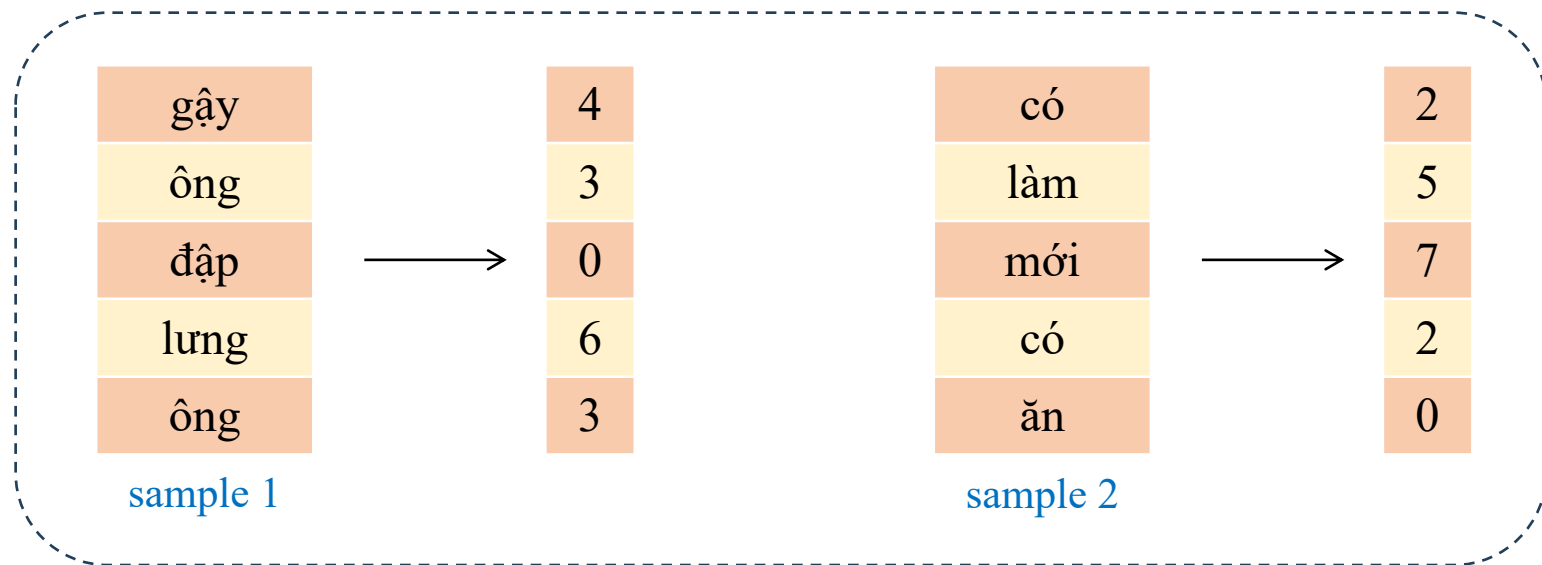 gậy 4 có 2
ông 3 làm 5
đập 0 mới 7
lưng 6 có 2
ông 3 ăn 0
sample 1 sample 2